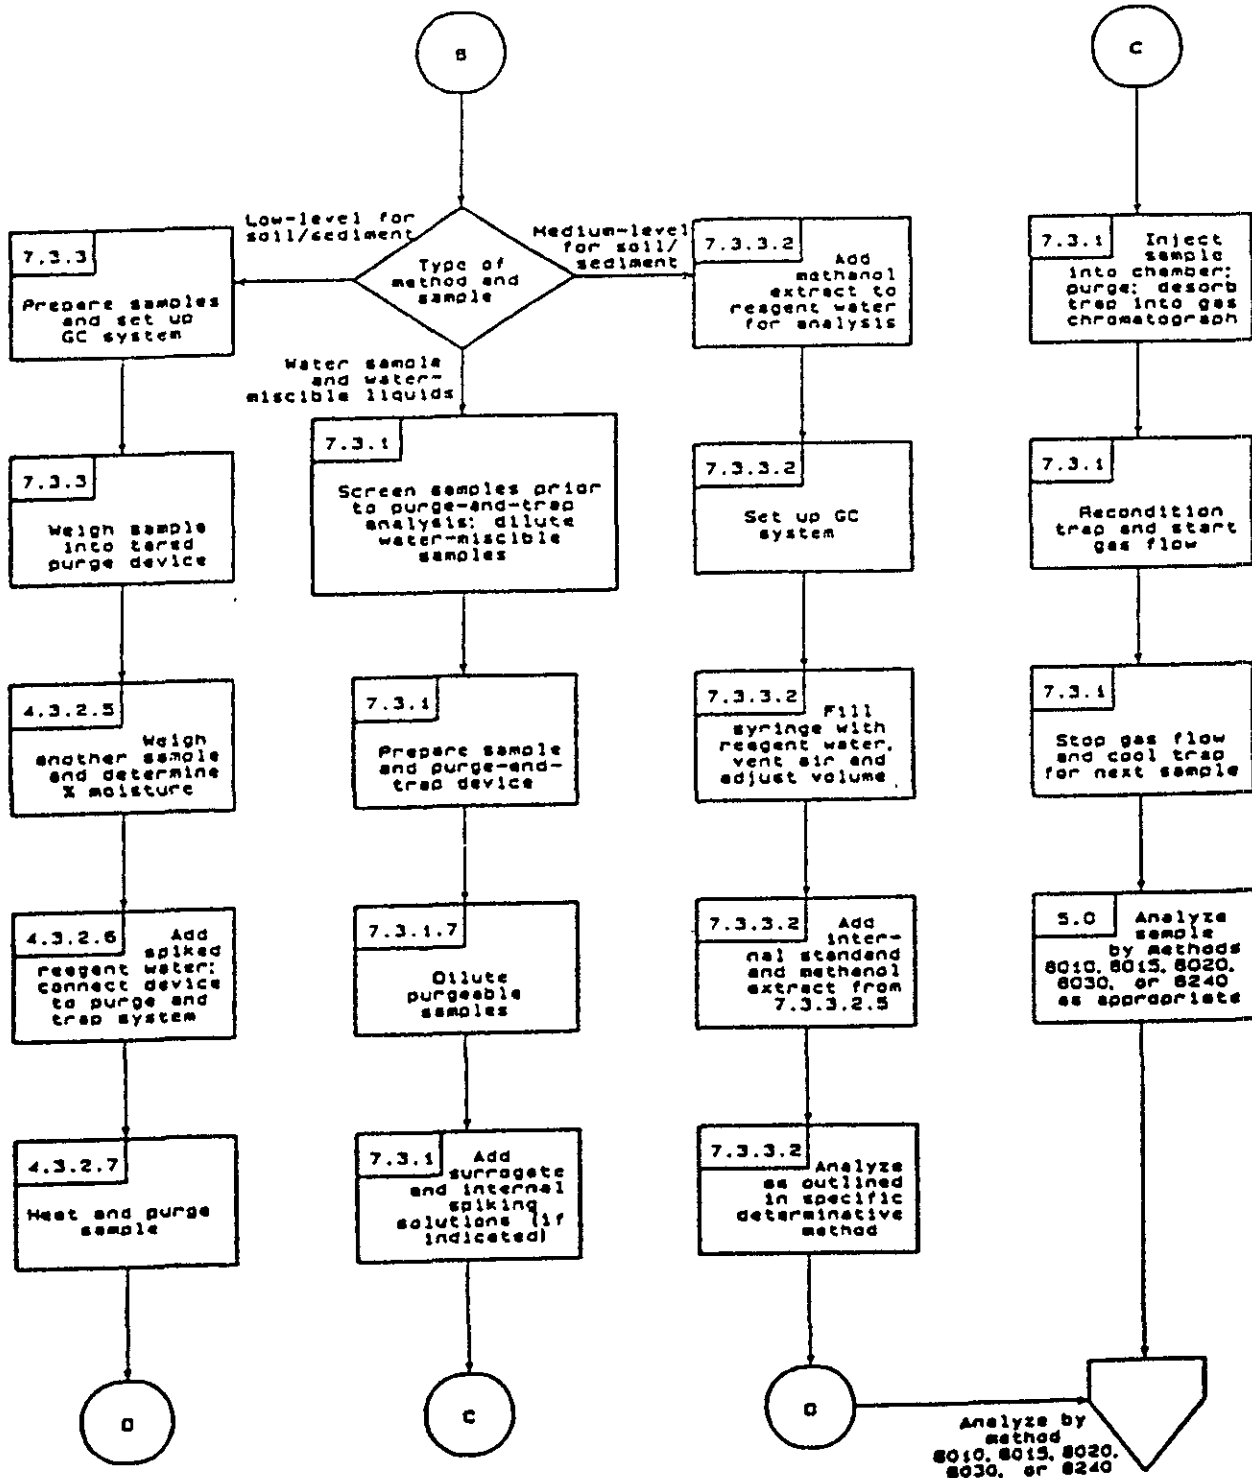 B
C
Low-level for
soil/sediment
Type of
method and
sample
Medium-level
for soil/
sediment
Water sample
and water-
miscible liquids
7.3.3
Prepare samples
and set up
GC system
7.3.3
Weigh sample
into tared
purge device
4.3.2.5
Weigh
another sample
and determine
% moisture
4.3.2.6
Add
spiked
reagent water;
connect device
to purge and
trap system
4.3.2.7
Heat and purge
sample
D
7.3.1
Screen samples prior
to purge-and-trap
analysis; dilute
water-miscible
samples
7.3.1
Prepare sample
and purge-and-
trap device
7.3.1.7
Dilute
purgeable
samples
7.3.1
Add
surrogate
and internal
spiking
solutions (if
indicated)
C
7.3.3.2
Add
methanol
extract to
reagent water
for analysis
7.3.3.2
Set up GC
system
7.3.3.2
Fill
syringe with
reagent water,
vent air and
adjust volume
7.3.3.2
Add
inter-
nal standard
and methanol
extract from
7.3.3.2.5
7.3.3.2
Analyze
as outlined
in specific
determinative
method
D
7.3.1
Inject
sample
into chamber;
purge; desorb
trap into gas
chromatograph
7.3.1
Recondition
trap and start
gas flow
7.3.1
Stop gas flow
and cool trap
for next sample
5.0
Analyze
sample
by methods
8010, 8015, 8020,
8030, or 8240
as appropriate
Analyze by
method
8010, 8015, 8020,
8030, or 8240